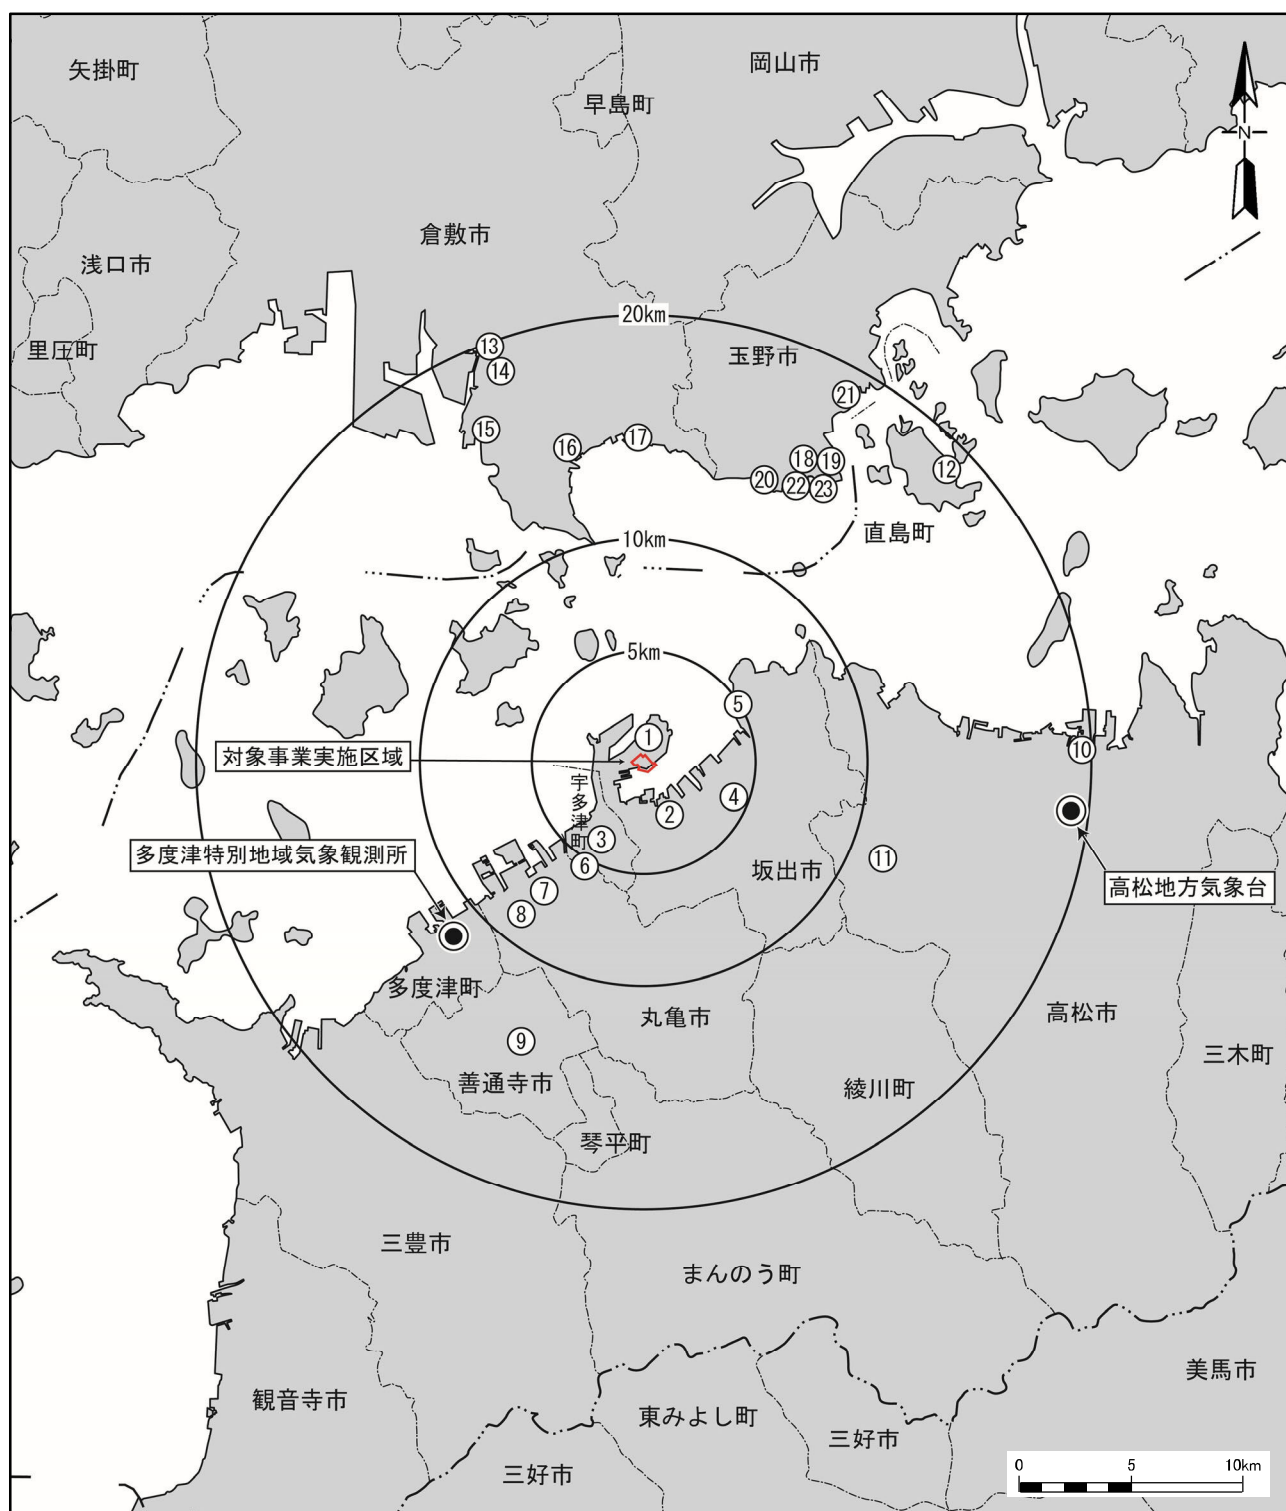 矢掛町
岡山市
早島町
N
倉敷市
浅口市
20km
里圧町
玉野市
⑬
⑭
㉑
⑮
⑯
⑰
⑱
⑲
⑫
⑳
㉒
㉓
直島町
10km
5km
⑤
①
対象事業実施区域
⑩
宇多津町
④
②
③
多度津特別地域気象観測所
⑥
坂出市
⑪
高松地方気象台
⑦
⑧
多度津町
丸亀市
高松市
⑨
三木町
善通寺市
綾川町
琴平町
三豊市
まんのう町
美馬市
観音寺市
東みよし町
三好市
三好市
0 5 10km